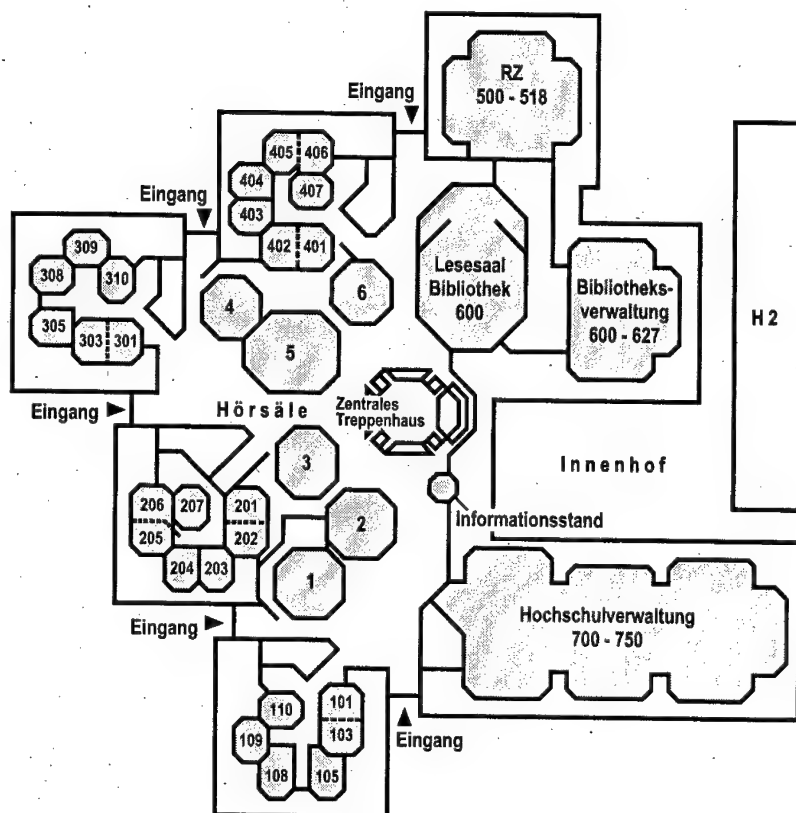 RZ
500 - 518
Eingang
405 406
404
407
403
402 401
Eingang
309
308
310
305
303 301
Lesesaal
Bibliothek
600
Bibliotheks-
verwaltung
600 - 627
H 2
4
6
5
Eingang
Hörsäle
Zentrales
Treppenhaus
3
Innenhof
206 207
201
205
202
204 203
2
Informationsstand
1
Eingang
Hochschulverwaltung
700 - 750
110
101
109
103
108
105
Eingang